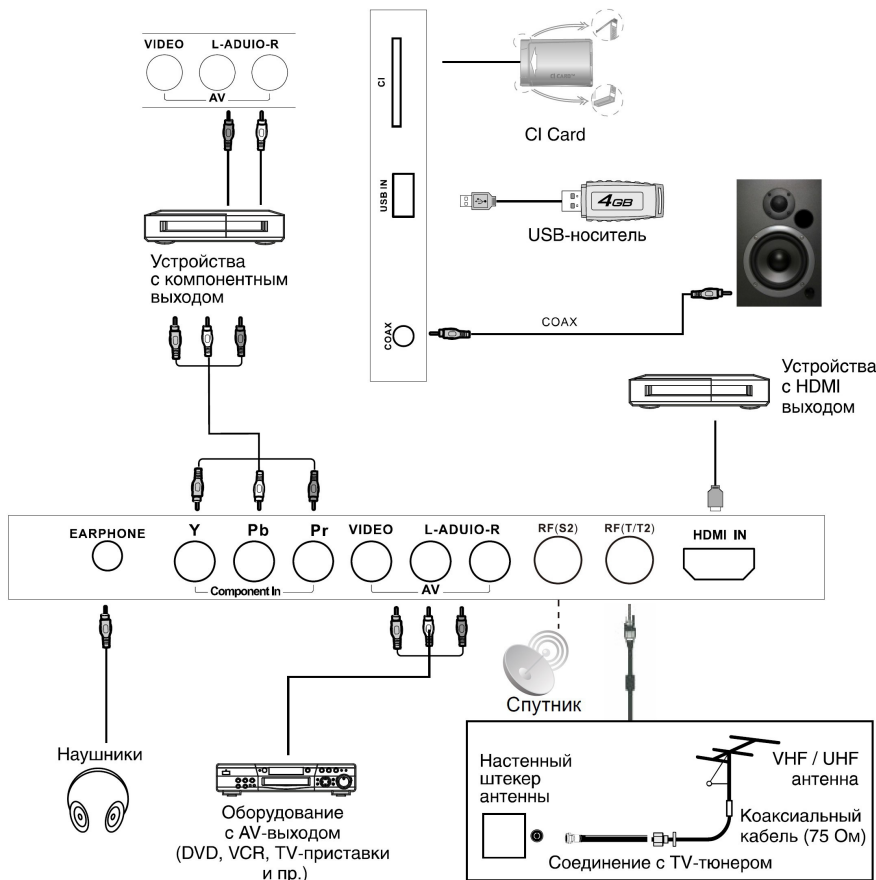 VIDEO L-ADUIO-R
AV
CI
CI CARD™
CI Card
USB IN
4GB
USB-носитель
Устройства
с компонентным
выходом
COAX
COAX
Устройства
с HDMI
выходом
EARPHONE Y Pb Pr VIDEO L-ADUIO-R RF(S2) RF(T/T2) HDMI IN
Component In AV
Спутник
Наушники
Оборудование
с AV-выходом
(DVD, VCR, TV-приставки
и пр.)
Настенный
штекер
антенны
VHF / UHF
антенна
Коаксиальный
кабель (75 Ом)
Соединение с TV-тюнером